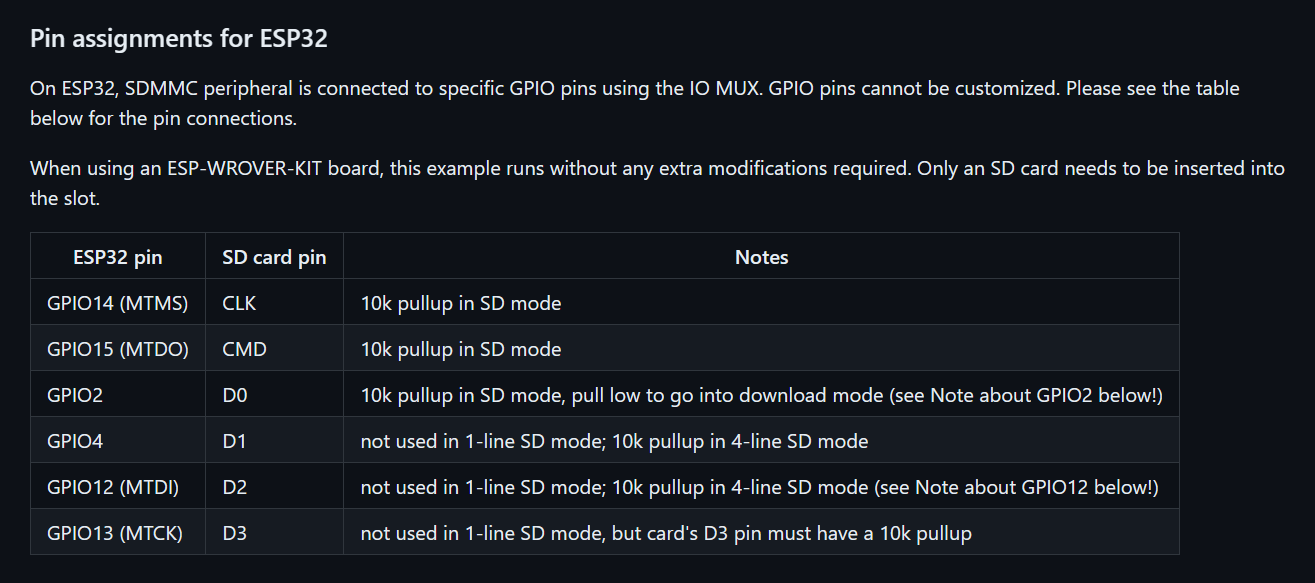 Pin assignments for ESP32
On ESP32, SDMMC peripheral is connected to specific GPIO pins using the IO MUX. GPIO pins cannot be customized. Please see the table
below for the pin connections.
When using an ESP-WROVER-KIT board, this example runs without any extra modifications required. Only an SD card needs to be inserted into
the slot.
ESP32 pin SD card pin Notes
GPIO14 (MTMS) CLK 10k pullup in SD mode
GPIO15 (MTDO) CMD 10k pullup in SD mode
GPIO2 D0 10k pullup in SD mode, pull low to go into download mode (see Note about GPIO2 below!)
GPIO4 D1 not used in 1-line SD mode; 10k pullup in 4-line SD mode
GPIO12 (MTDI) D2 not used in 1-line SD mode; 10k pullup in 4-line SD mode (see Note about GPIO12 below!)
GPIO13 (MTCK) D3 not used in 1-line SD mode, but card's D3 pin must have a 10k pullup